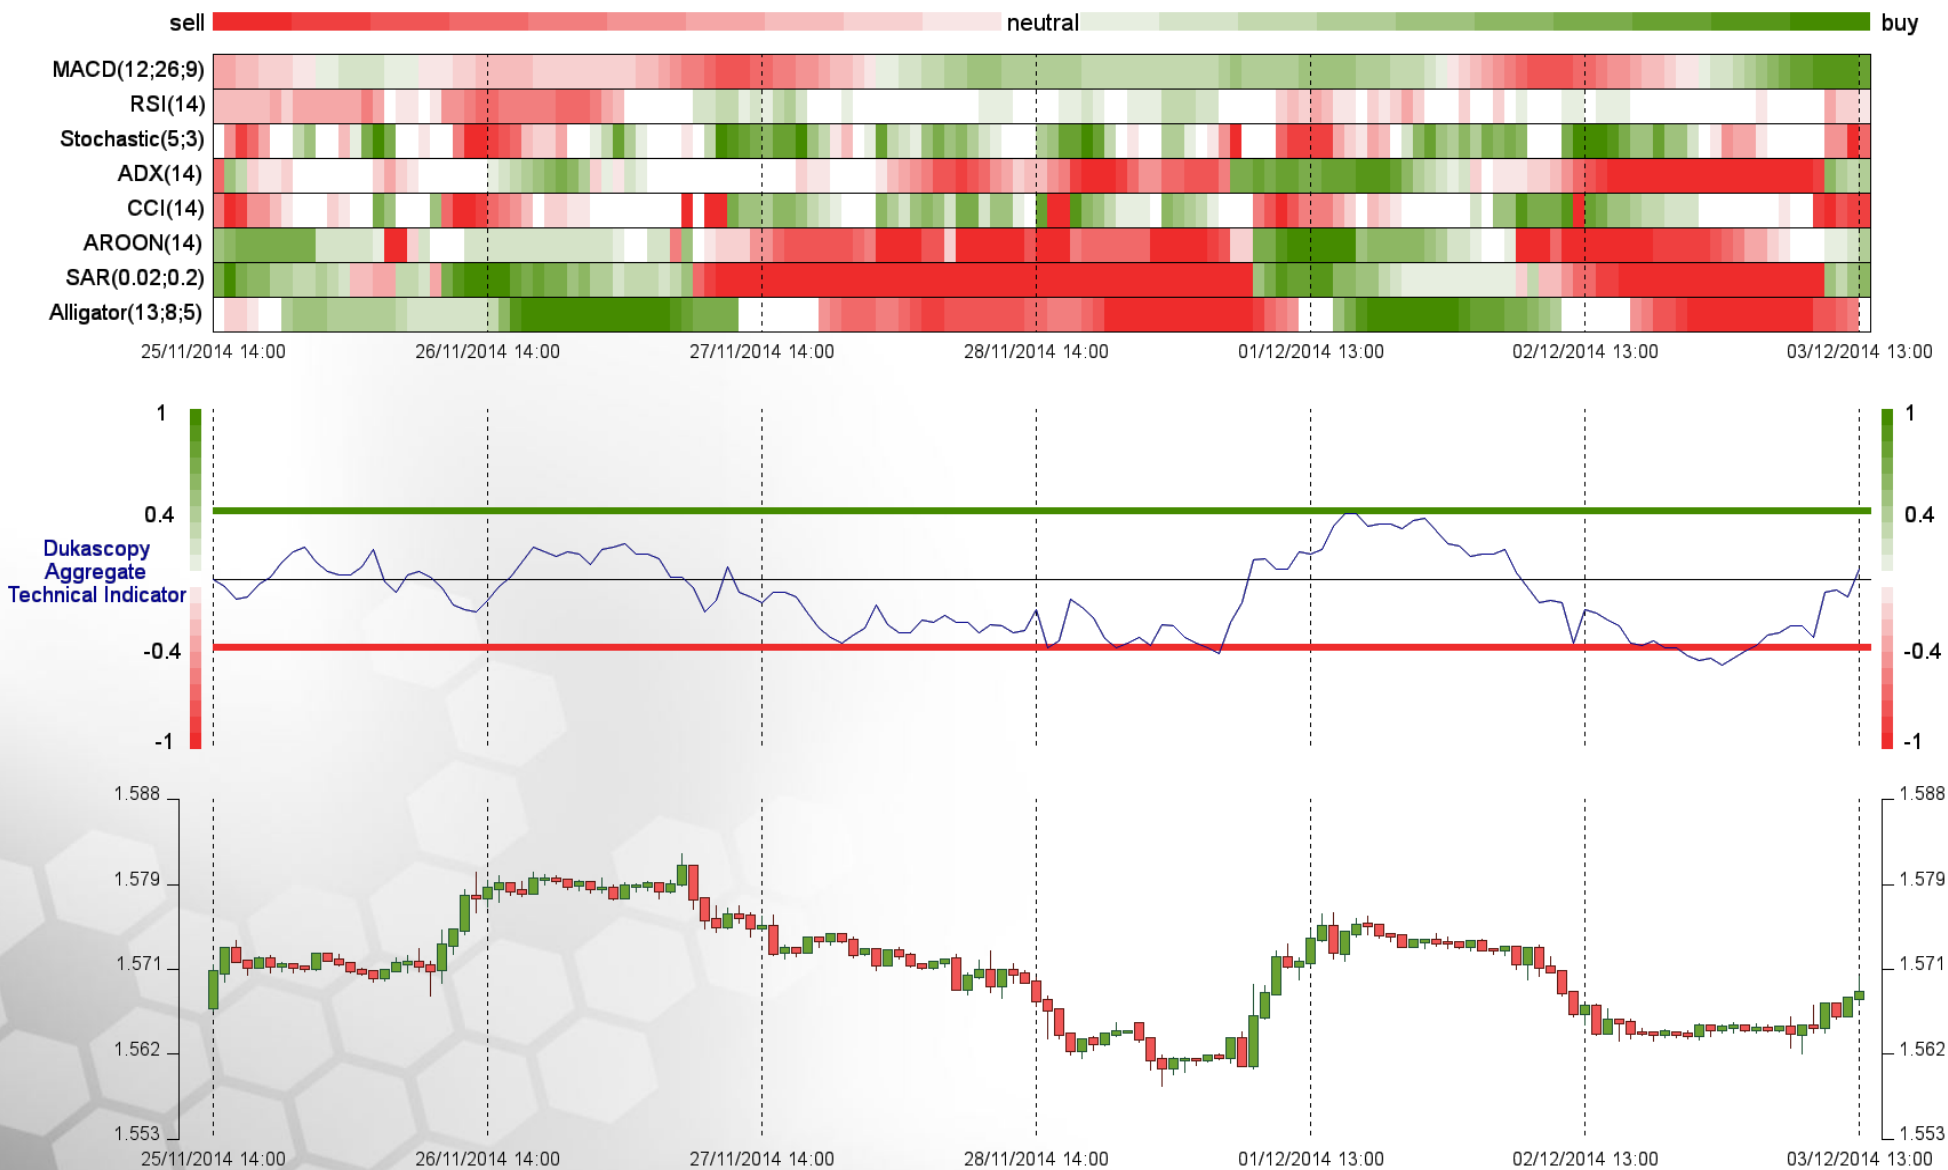 sell neutral buy
MACD(12;26;9)
RSI(14)
Stochastic(5;3)
ADX(14)
CCI(14)
AROON(14)
SAR(0.02;0.2)
Alligator(13;8;5)
25/11/2014 14:00 26/11/2014 14:00 27/11/2014 14:00 28/11/2014 14:00 01/12/2014 13:00 02/12/2014 13:00 03/12/2014 13:00
1 1
0.4 0.4
Dukascopy
Aggregate
Technical Indicator
-0.4 -0.4
-1 -1
1.588 1.588
1.579 1.579
1.571 1.571
1.562 1.562
1.553 1.553
25/11/2014 14:00 26/11/2014 14:00 27/11/2014 14:00 28/11/2014 14:00 01/12/2014 13:00 02/12/2014 13:00 03/12/2014 13:00